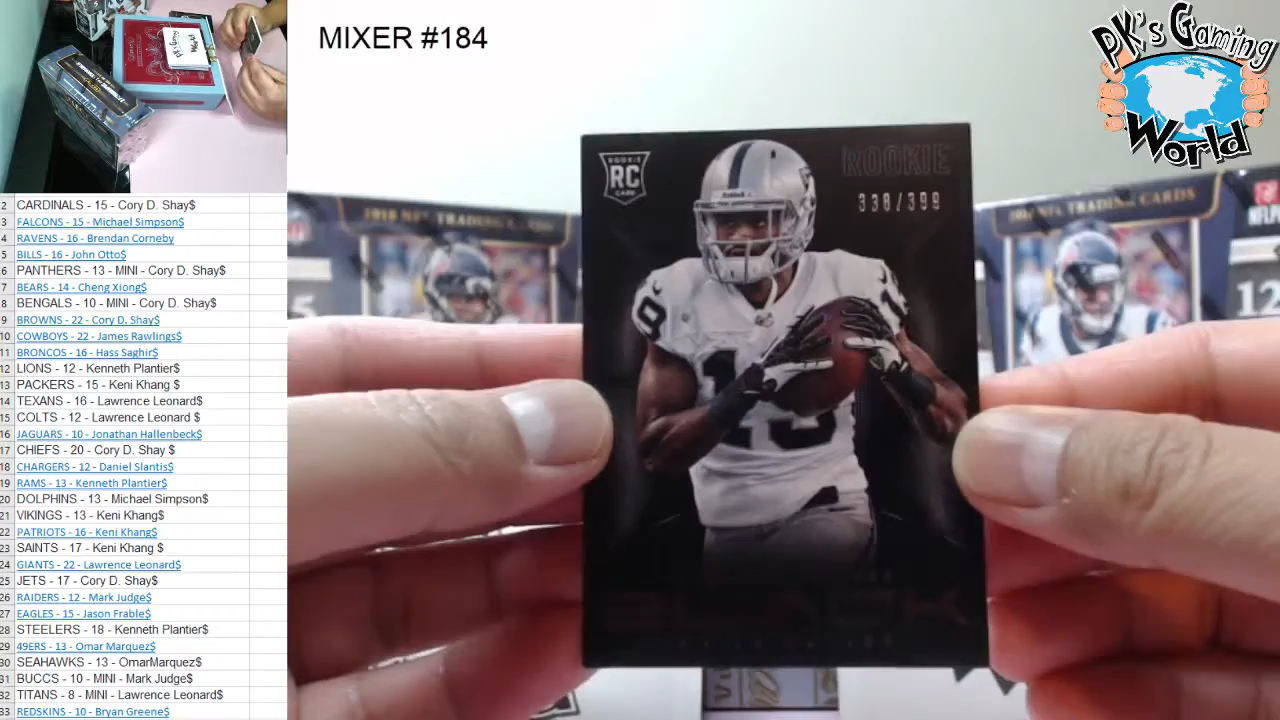 MIXER #184
PK's Gaming
World
2 CARDINALS - 15 - Cory D. Shay$
3 FALCONS - 15 - Michael Simpson$
4 RAVENS - 16 - Brendan Corneby
5 BILLS - 16 - John Otto$
6 PANTHERS - 13 - MINI - Cory D. Shay$
7 BEARS - 14 - Cheng Xiong$
8 BENGALS - 10 - MINI - Cory D. Shay$
9 BROWNS - 22 - Cory D. Shay$
10 COWBOYS - 22 - James Rawlings$
11 BRONCOS - 16 - Hass Saghir$
12 LIONS - 12 - Kenneth Plantier$
13 PACKERS - 15 - Keni Khang $
14 TEXANS - 16 - Lawrence Leonard$
15 COLTS - 12 - Lawrence Leonard $
16 JAGUARS - 10 - Jonathan Hallenbeck$
17 CHIEFS - 20 - Cory D. Shay $
18 CHARGERS - 12 - Daniel Slantis$
19 RAMS - 13 - Kenneth Plantier$
20 DOLPHINS - 13 - Michael Simpson$
21 VIKINGS - 13 - Keni Khang$
22 PATRIOTS - 16 - Keni Khang$
23 SAINTS - 17 - Keni Khang $
24 GIANTS - 22 - Lawrence Leonard$
25 JETS - 17 - Cory D. Shay$
26 RAIDERS - 12 - Mark Judge$
27 EAGLES - 15 - Jason Frable$
28 STEELERS - 18 - Kenneth Plantier$
29 49ERS - 13 - Omar Marquez$
30 SEAHAWKS - 13 - OmarMarquez$
31 BUCCS - 10 - MINI - Mark Judge$
32 TITANS - 8 - MINI - Lawrence Leonard$
33 REDSKINS - 10 - Bryan Greene$
ROOKIE
RC
CARD
ROOKIE
338/399
TRADING CARDS
NFL TRADING CARDS
NFL
12